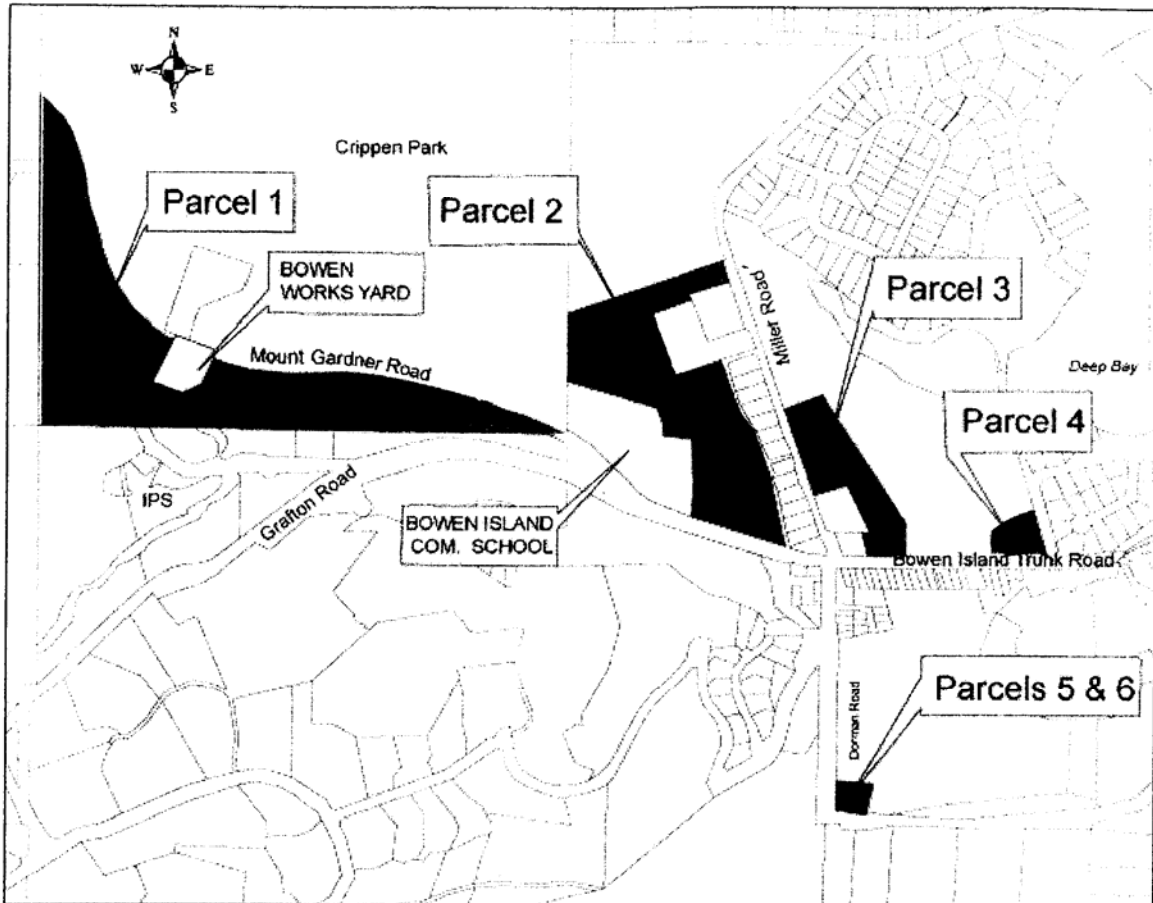 N
W E
S
Crippen Park
Parcel 1
Parcel 2
BOWEN
WORKS YARD
Parcel 3
Miller Road
Mount Gardner Road
Deep Bay
Parcel 4
IPS
Grafton Road
BOWEN ISLAND
COM. SCHOOL
Bowen Island Trunk Road
Parcels 5 & 6
Dorman Road